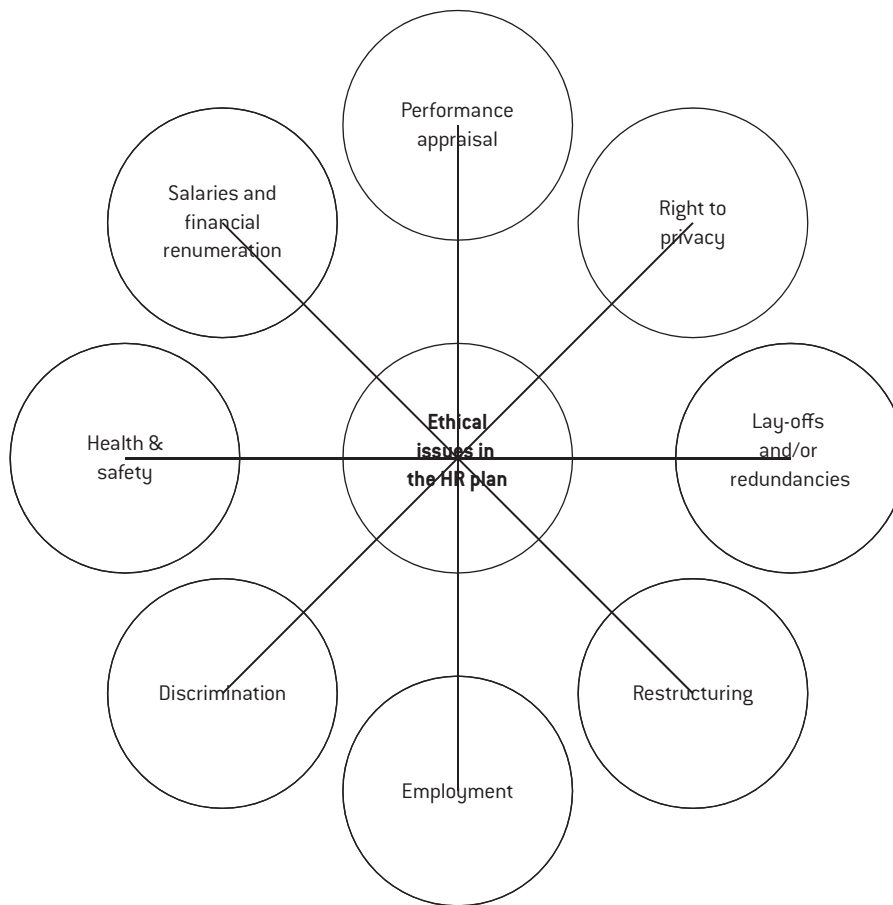 Performance
appraisal
Salaries and
financial
renumeration
Right to
privacy
Ethical
issues in
the HR plan
Health &
safety
Lay-offs
and/or
redundancies
Discrimination
Restructuring
Employment